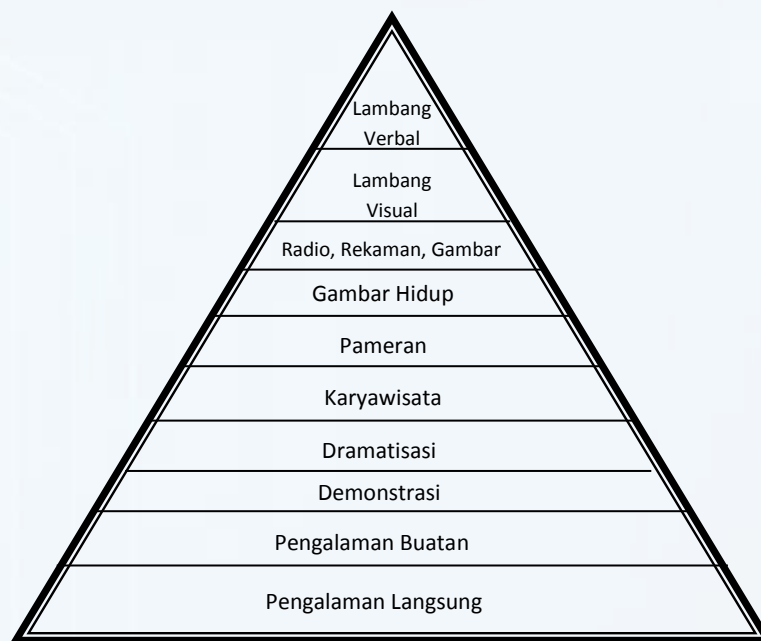 Lambang
Verbal
Lambang
Visual
Radio, Rekaman, Gambar
Gambar Hidup
Pameran
Karyawisata
Dramatisasi
Demonstrasi
Pengalaman Buatan
Pengalaman Langsung